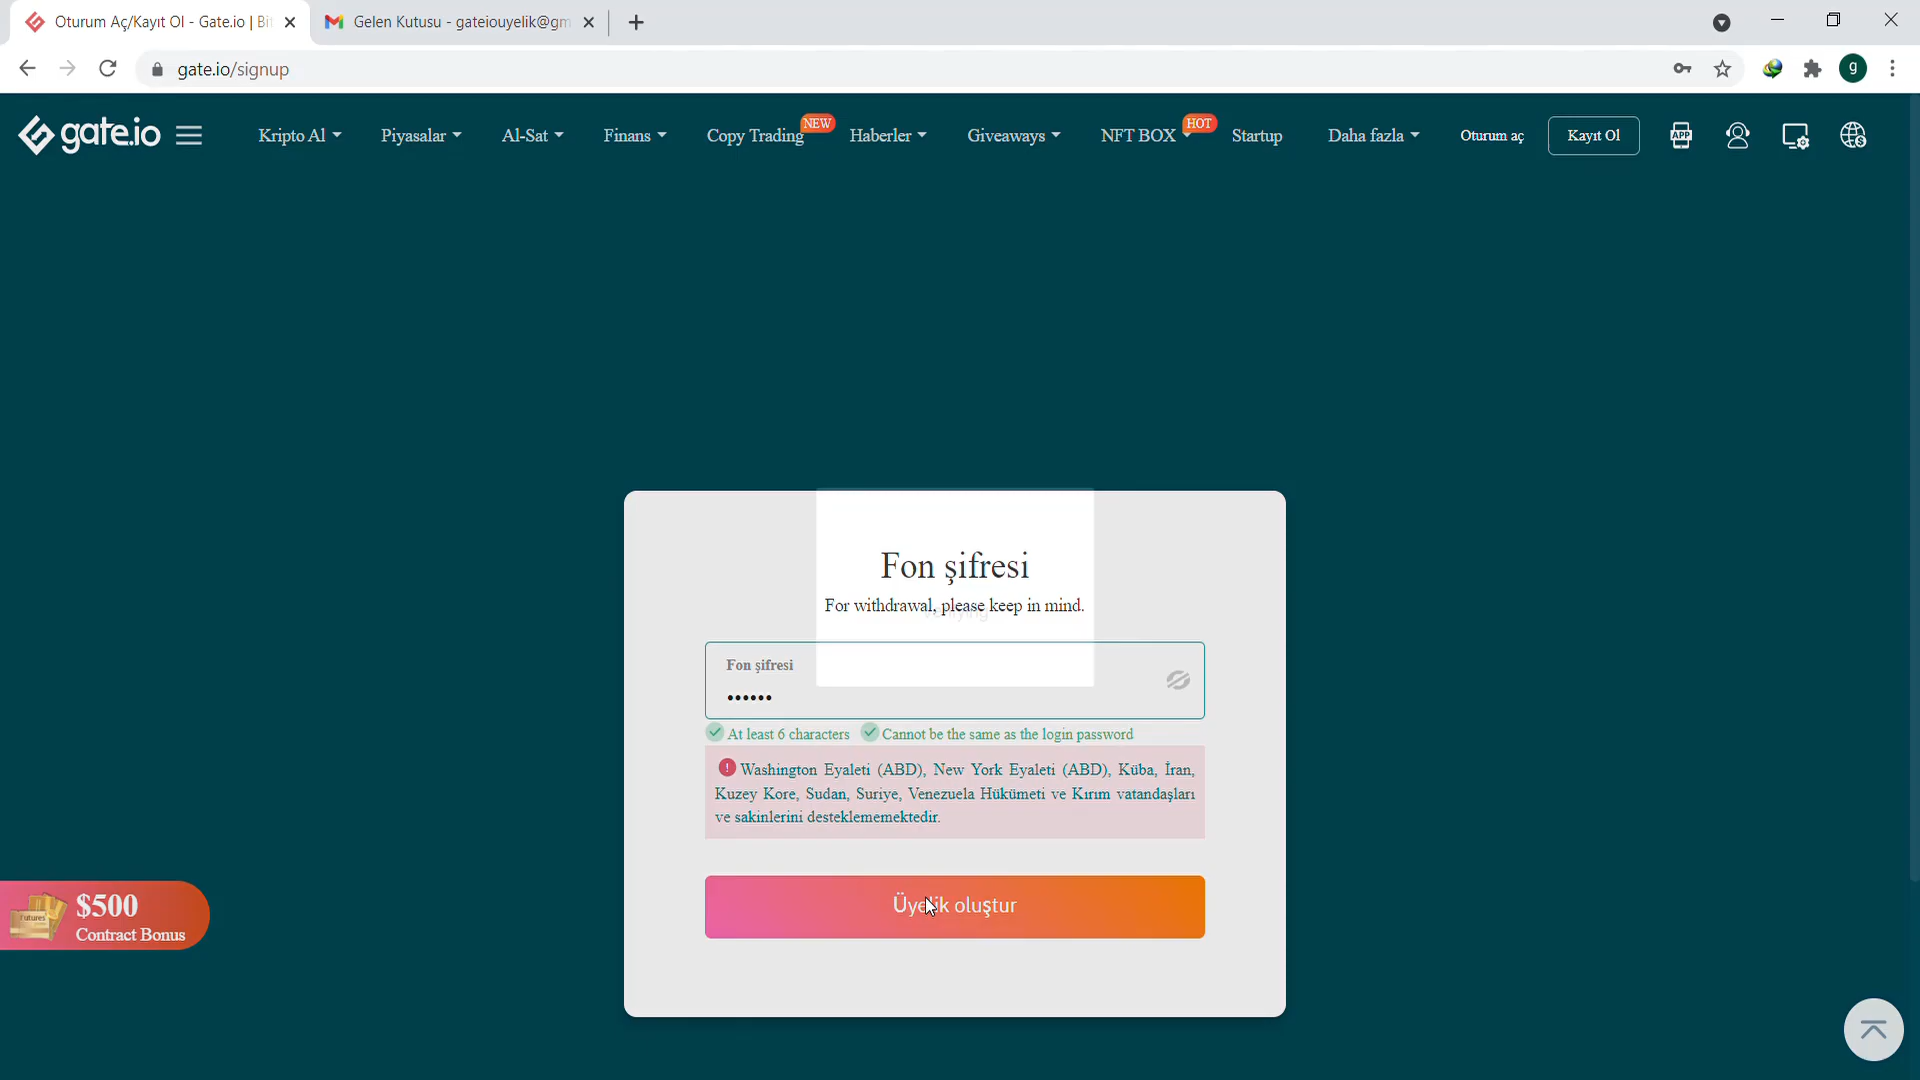 Oturum Aç/Kayıt Ol - Gate.io | Bi
Gelen Kutusu - gateiouyelik@gm
gate.io/signup
g
gate.io
Kripto Al
Piyasalar
Al-Sat
Finans
Copy Trading
NEW
Haberler
Giveaways
NFT BOX
HOT
Startup
Daha fazla
Oturum aç
Kayıt Ol
APP
Fon şifresi
For withdrawal, please keep in mind.
Fon şifresi
••••••
At least 6 characters
Cannot be the same as the login password
Washington Eyaleti (ABD), New York Eyaleti (ABD), Küba, İran,
Kuzey Kore, Sudan, Suriye, Venezuela Hükümeti ve Kırım vatandaşları
ve sakinlerini desteklememektedir.
Üyelik oluştur
Futures
$500
Contract Bonus